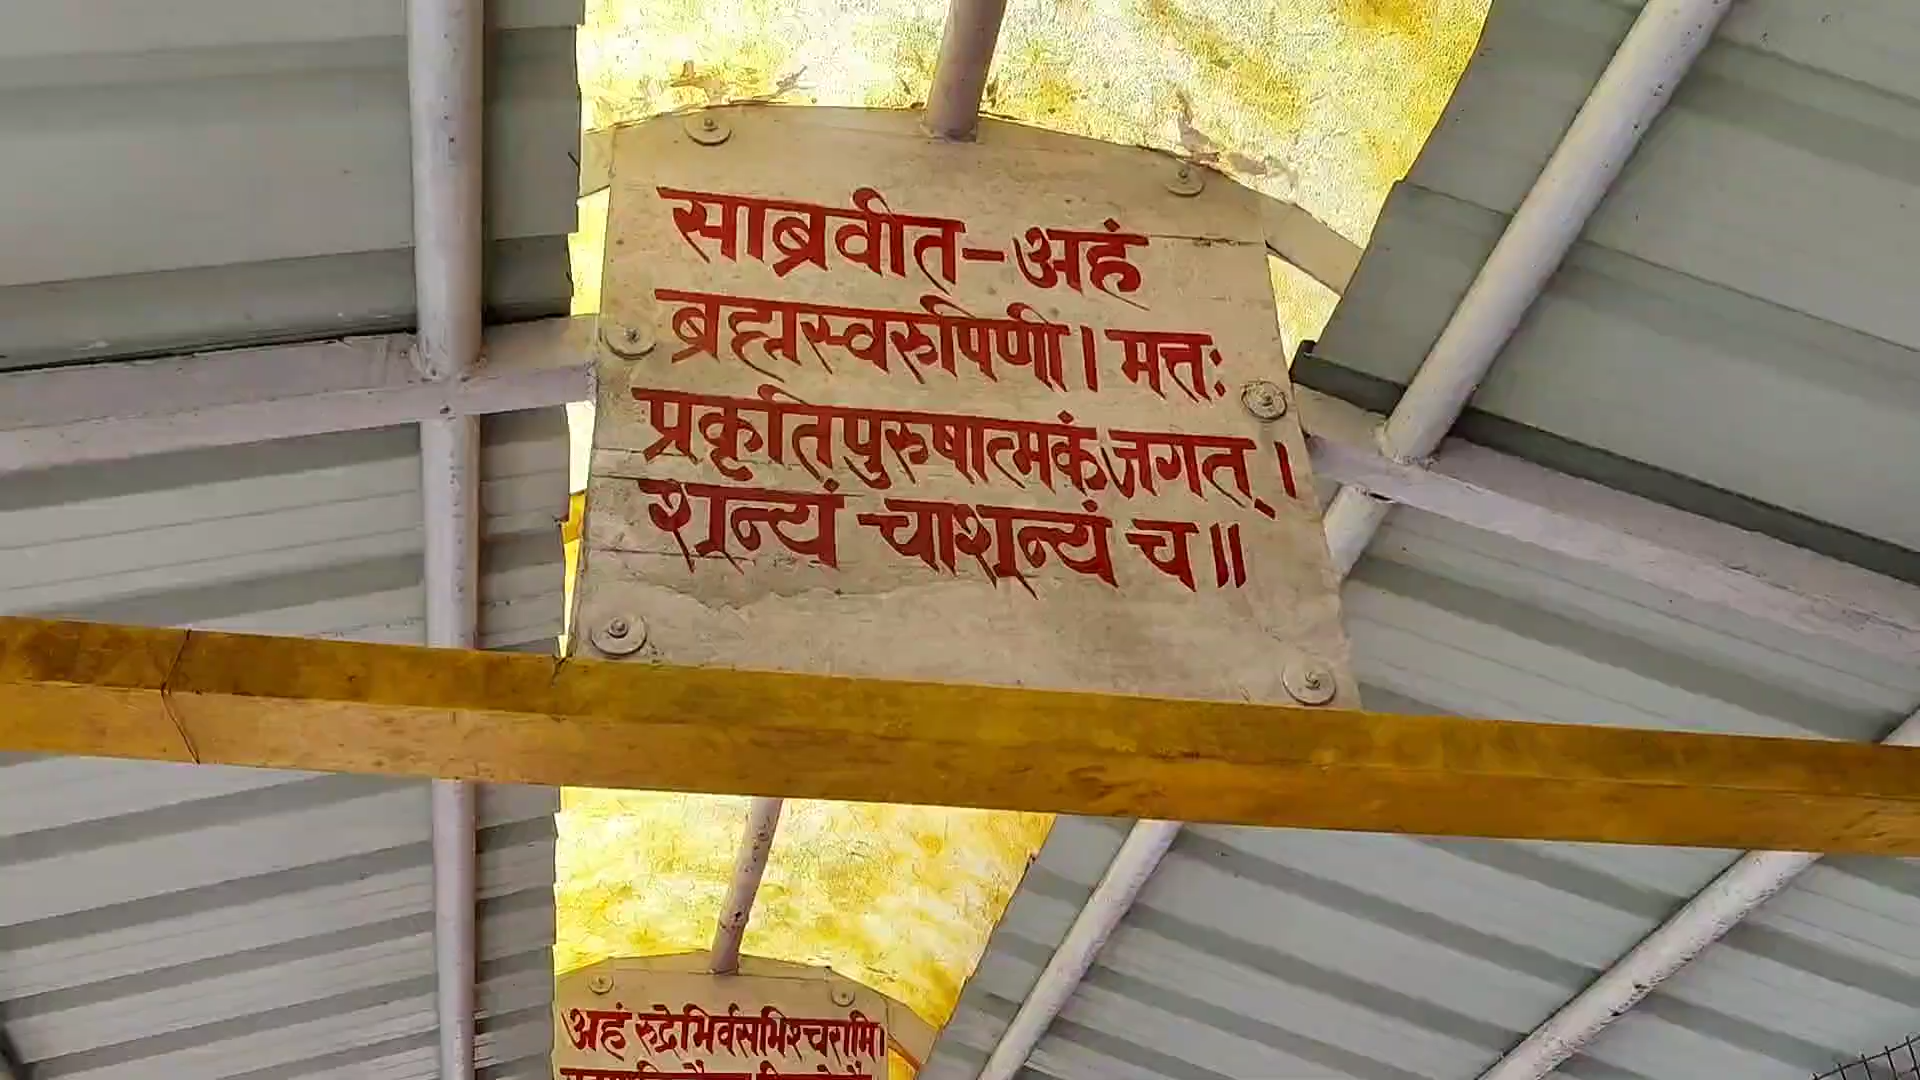 साब्रवीत-अहं
ब्रह्मस्वरुपिणी। मत्तः
प्रकृतिपुरुषात्मकं जगत्।
शून्यं चाशून्यं च॥
अहं रुद्रेभिर्वसुभिश्चरामि।